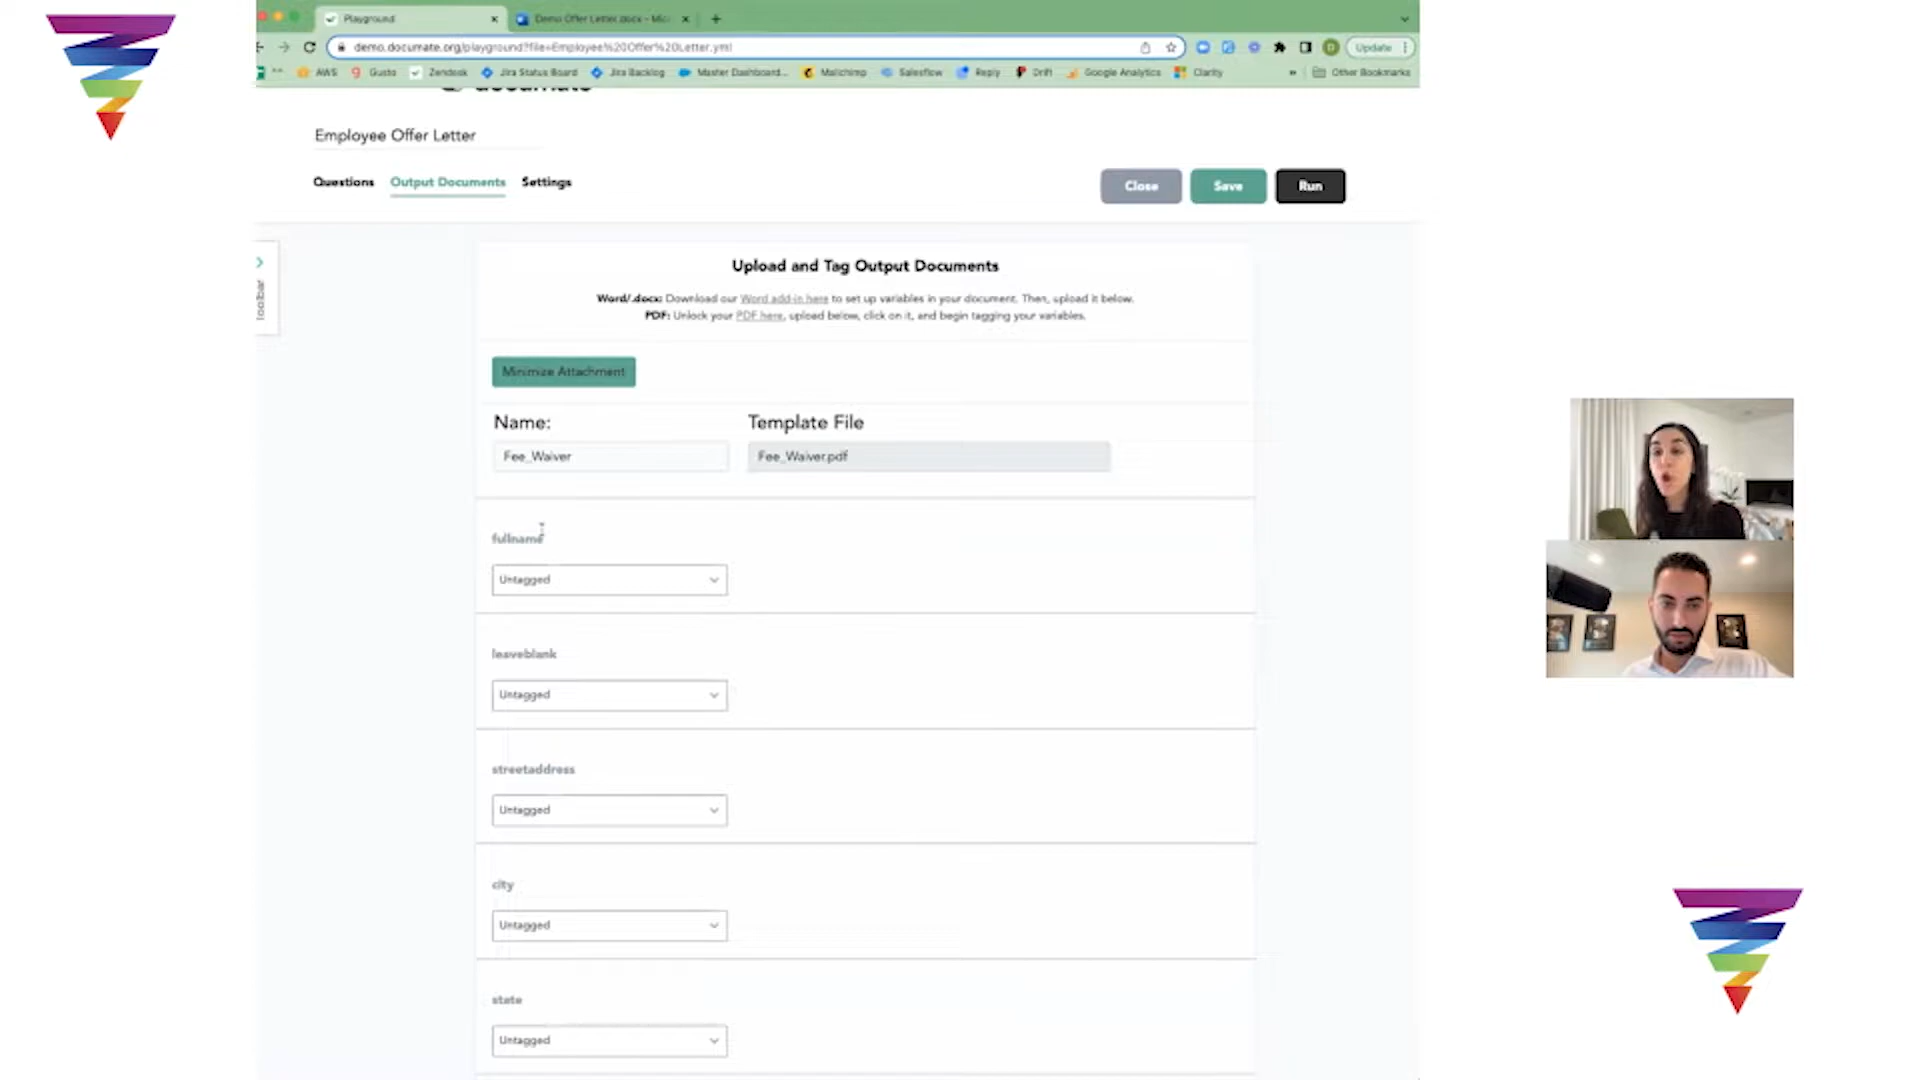 Playground
Demo Offer Letter.docx - Mic
demo.documate.org/playground?file=Employee%20Offer%20Letter.yml
Update
AWS
Gusto
Zendesk
Jira Status Board
Jira Backlog
Master Dashboard...
Mailchimp
Salesflow
Reply
Drift
Google Analytics
Clarity
»
Other Bookmarks
documate
Employee Offer Letter
Questions
Output Documents
Settings
Close
Save
Run
Toolbar
Upload and Tag Output Documents
Word/.docx: Download our Word add-in here to set up variables in your document. Then, upload it below.
PDF: Unlock your PDF here, upload below, click on it, and begin tagging your variables.
Minimize Attachment
Name:
Template File
Fee_Waiver
Fee_Waiver.pdf
fullname
Untagged
leaveblank
Untagged
streetaddress
Untagged
city
Untagged
state
Untagged